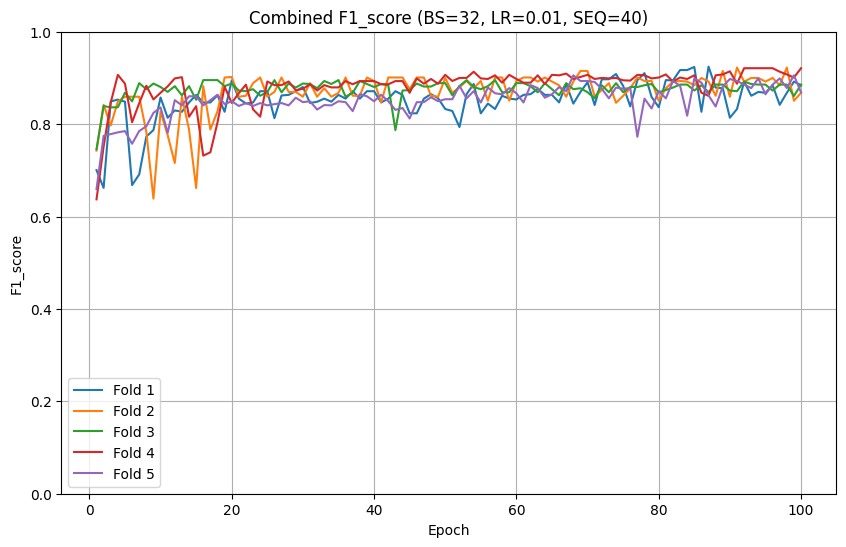 Combined F1_score (BS=32, LR=0.01, SEQ=40)
1.0
0.8
0.6
0.4
0.2
0.0
F1_score
Fold 1
Fold 2
Fold 3
Fold 4
Fold 5
0 20 40 60 80 100
Epoch